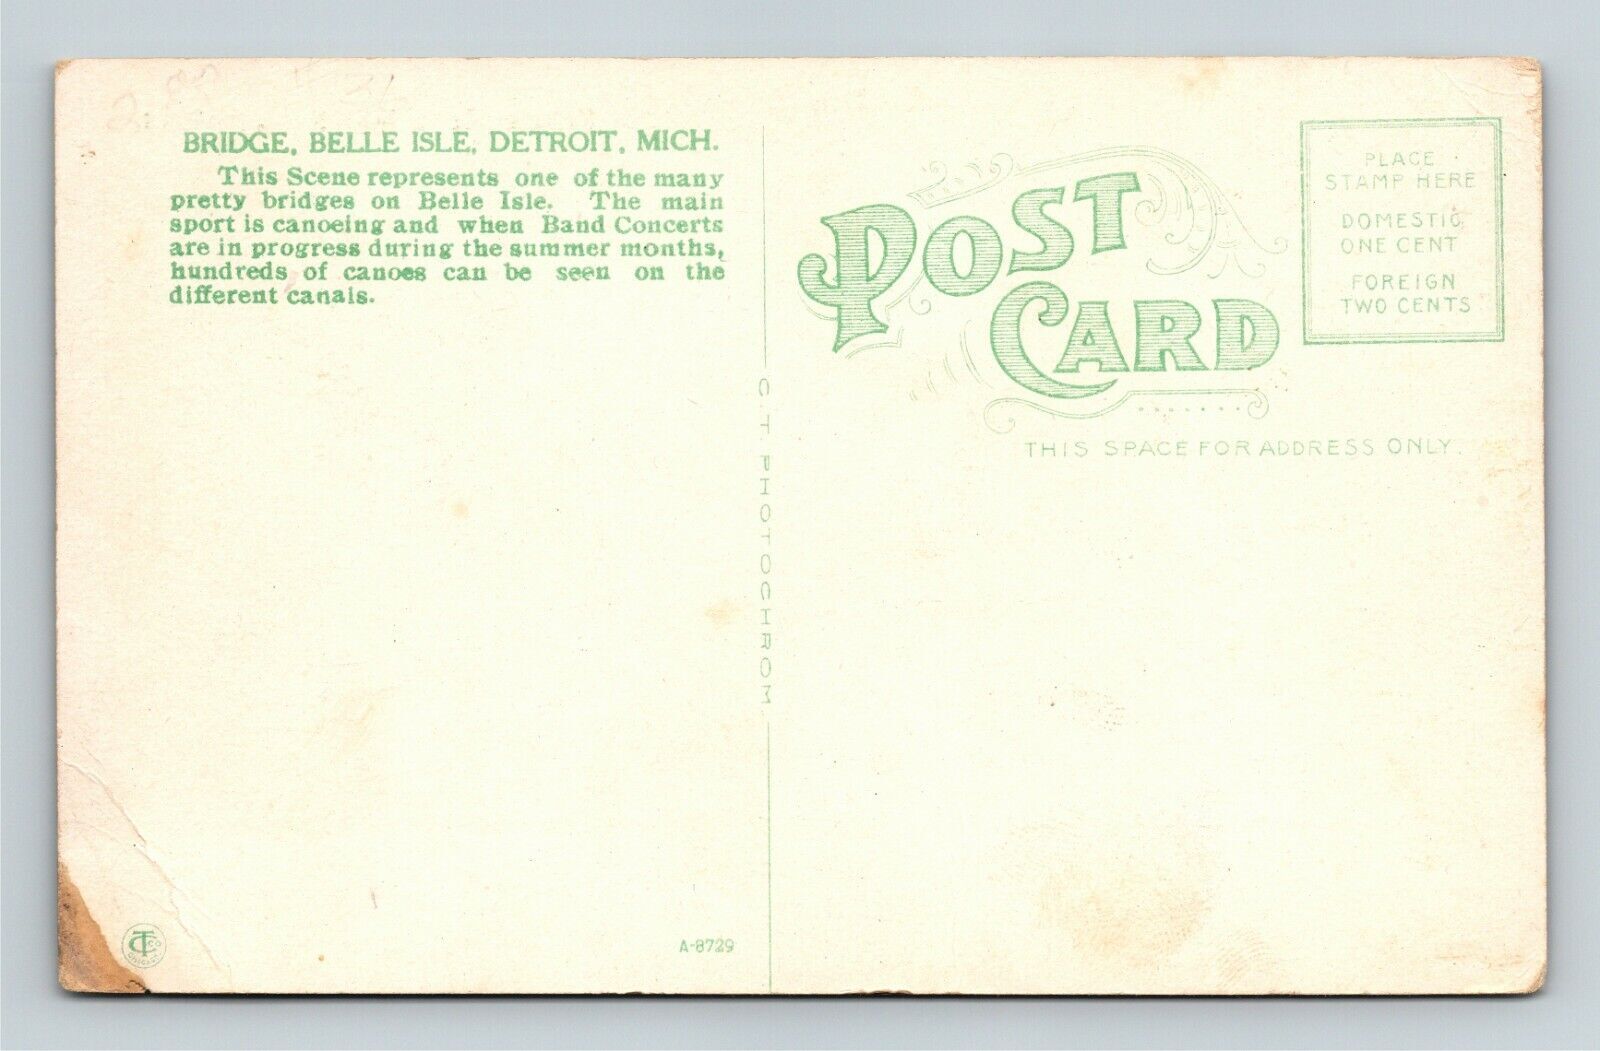 BRIDGE, BELLE ISLE, DETROIT, MICH.
This Scene represents one of the many
pretty bridges on Belle Isle. The main
sport is canoeing and when Band Concerts
are in progress during the summer months,
hundreds of canoes can be seen on the
different canals.
POST
CARD
PLACE
STAMP HERE
DOMESTIC
ONE CENT
FOREIGN
TWO CENTS
THIS SPACE FOR ADDRESS ONLY.
C T PHOTOCHROM
CT CO
CHICAGO
A-8729